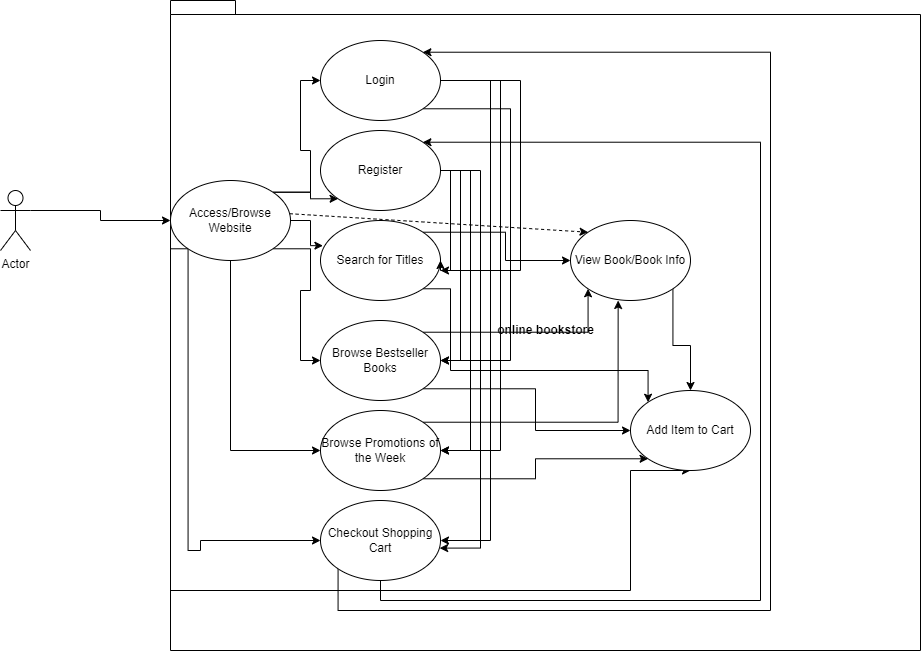 Login
Register
Access/Browse
Website
Actor
Search for Titles
View Book/Book Info
online bookstore
Browse Bestseller
Books
Add Item to Cart
Browse Promotions of
the Week
Checkout Shopping
Cart